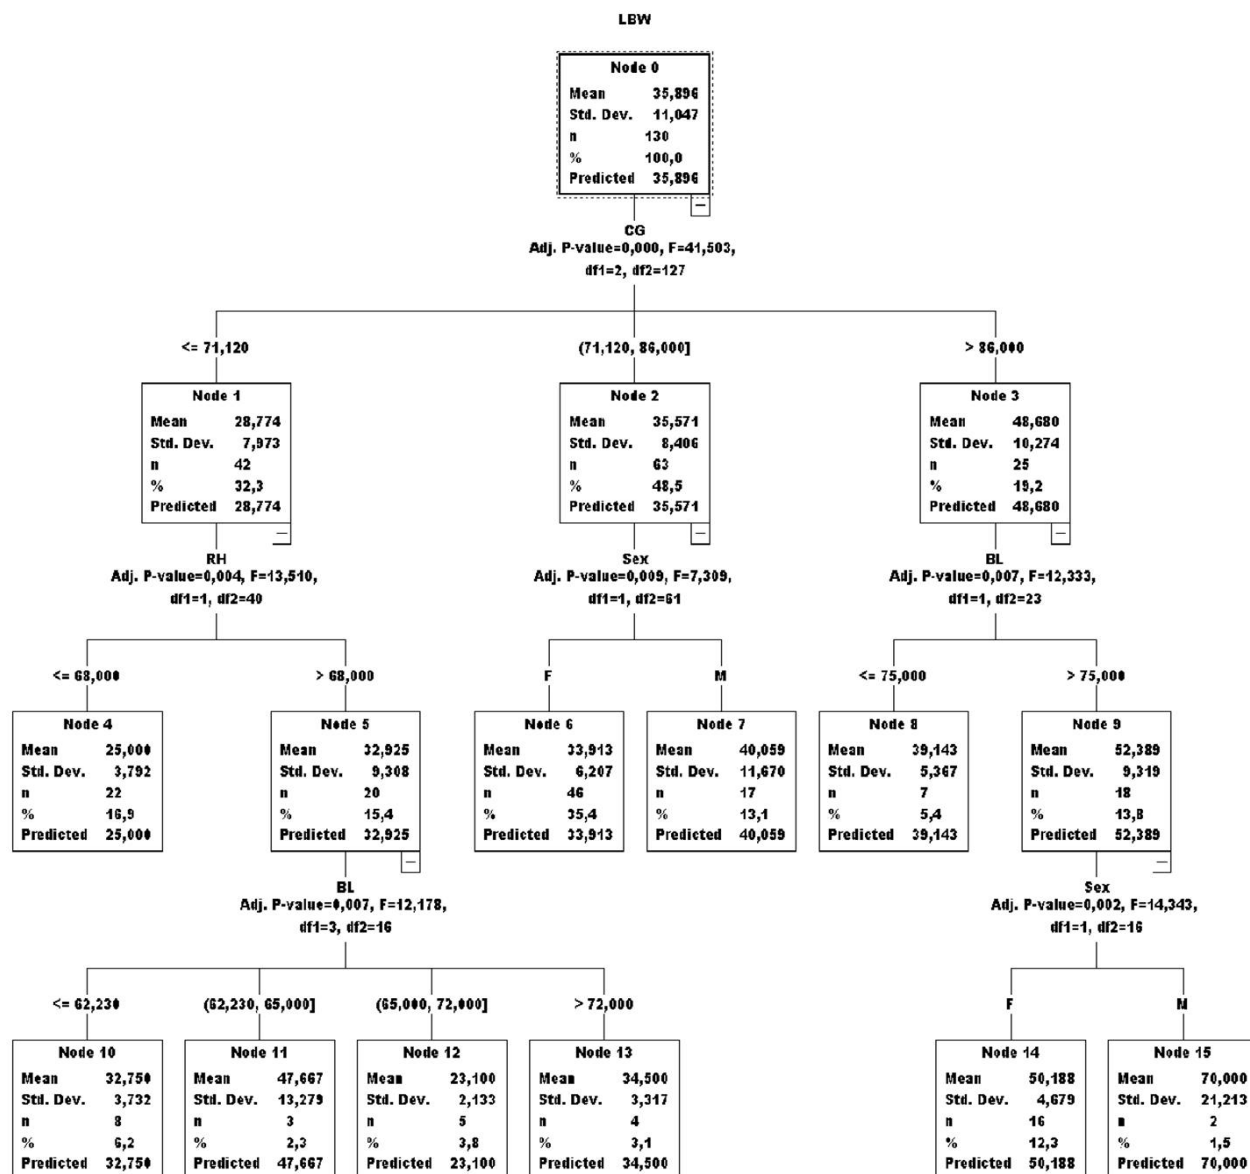 LBW
Node 0
Mean 35,896
Std. Dev. 11,047
n 130
% 100,0
Predicted 35,896
CG
Adj. P-value=0,000, F=41,503,
df1=2, df2=127
<= 71,120
(71,120, 86,000]
> 86,000
Node 1
Mean 28,774
Std. Dev. 7,973
n 42
% 32,3
Predicted 28,774
Node 2
Mean 35,571
Std. Dev. 8,406
n 63
% 48,5
Predicted 35,571
Node 3
Mean 48,680
Std. Dev. 10,274
n 25
% 19,2
Predicted 48,680
RH
Adj. P-value=0,004, F=13,510,
df1=1, df2=40
Sex
Adj. P-value=0,009, F=7,309,
df1=1, df2=61
BL
Adj. P-value=0,007, F=12,333,
df1=1, df2=23
<= 68,000
> 68,000
F
M
<= 75,000
> 75,000
Node 4
Mean 25,000
Std. Dev. 3,792
n 22
% 16,9
Predicted 25,000
Node 5
Mean 32,925
Std. Dev. 9,308
n 20
% 15,4
Predicted 32,925
Node 6
Mean 33,913
Std. Dev. 6,207
n 46
% 35,4
Predicted 33,913
Node 7
Mean 40,059
Std. Dev. 11,670
n 17
% 13,1
Predicted 40,059
Node 8
Mean 39,143
Std. Dev. 5,367
n 7
% 5,4
Predicted 39,143
Node 9
Mean 52,389
Std. Dev. 9,319
n 18
% 13,8
Predicted 52,389
BL
Adj. P-value=0,007, F=12,178,
df1=3, df2=16
Sex
Adj. P-value=0,002, F=14,343,
df1=1, df2=16
<= 62,230
(62,230, 65,000]
(65,000, 72,000]
> 72,000
F
M
Node 10
Mean 32,750
Std. Dev. 3,732
n 8
% 6,2
Predicted 32,750
Node 11
Mean 47,667
Std. Dev. 13,279
n 3
% 2,3
Predicted 47,667
Node 12
Mean 23,100
Std. Dev. 2,133
n 5
% 3,8
Predicted 23,100
Node 13
Mean 34,500
Std. Dev. 3,317
n 4
% 3,1
Predicted 34,500
Node 14
Mean 50,188
Std. Dev. 4,679
n 16
% 12,3
Predicted 50,188
Node 15
Mean 70,000
Std. Dev. 21,213
n 2
% 1,5
Predicted 70,000